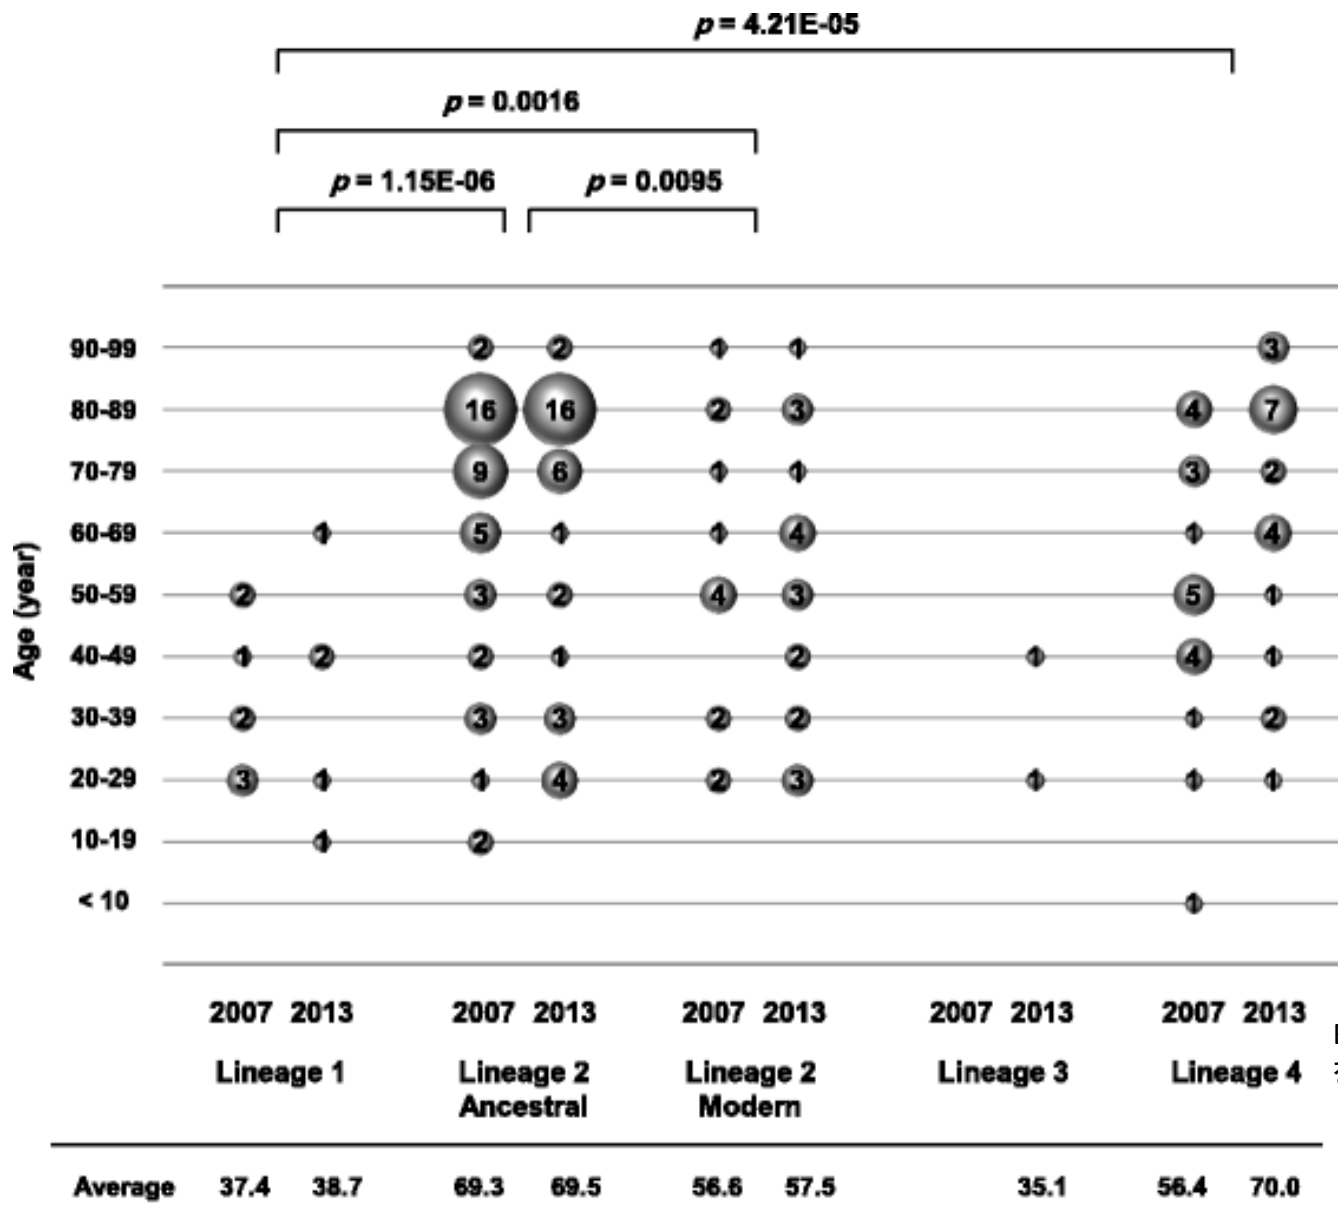 p = 4.21E-05
p = 0.0016
p = 1.15E-06 p = 0.0095
Age (year)
90-99 2 2 1 1 3
80-89 16 16 2 3 4 7
70-79 9 6 1 1 3 2
60-69 1 5 1 1 4 1 4
50-59 2 3 2 4 3 5 1
40-49 1 2 2 1 2 1 4 1
30-39 2 3 3 2 2 1 2
20-29 3 1 1 4 2 3 1 1 1
10-19 1 2
< 10 1
2007 2013 2007 2013 2007 2013 2007 2013 2007 2013
Lineage 1 Lineage 2 Lineage 2 Lineage 3 Lineage 4
Ancestral Modern
Average 37.4 38.7 69.3 69.5 56.6 57.5 35.1 56.4 70.0